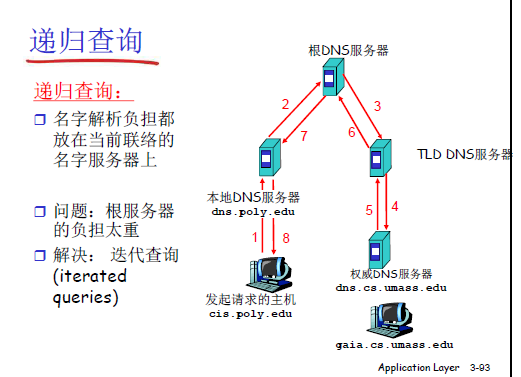 递归查询
递归查询：
❒ 名字解析负担都
放在当前联络的
名字服务器上
❒ 问题：根服务器
的负担太重
❒ 解决： 迭代查询
(iterated
queries)
根DNS服务器
2
3
7
6
TLD DNS服务器
本地DNS服务器
dns.poly.edu
5
4
1
8
权威DNS服务器
dns.cs.umass.edu
发起请求的主机
cis.poly.edu
gaia.cs.umass.edu
Application Layer 3-93